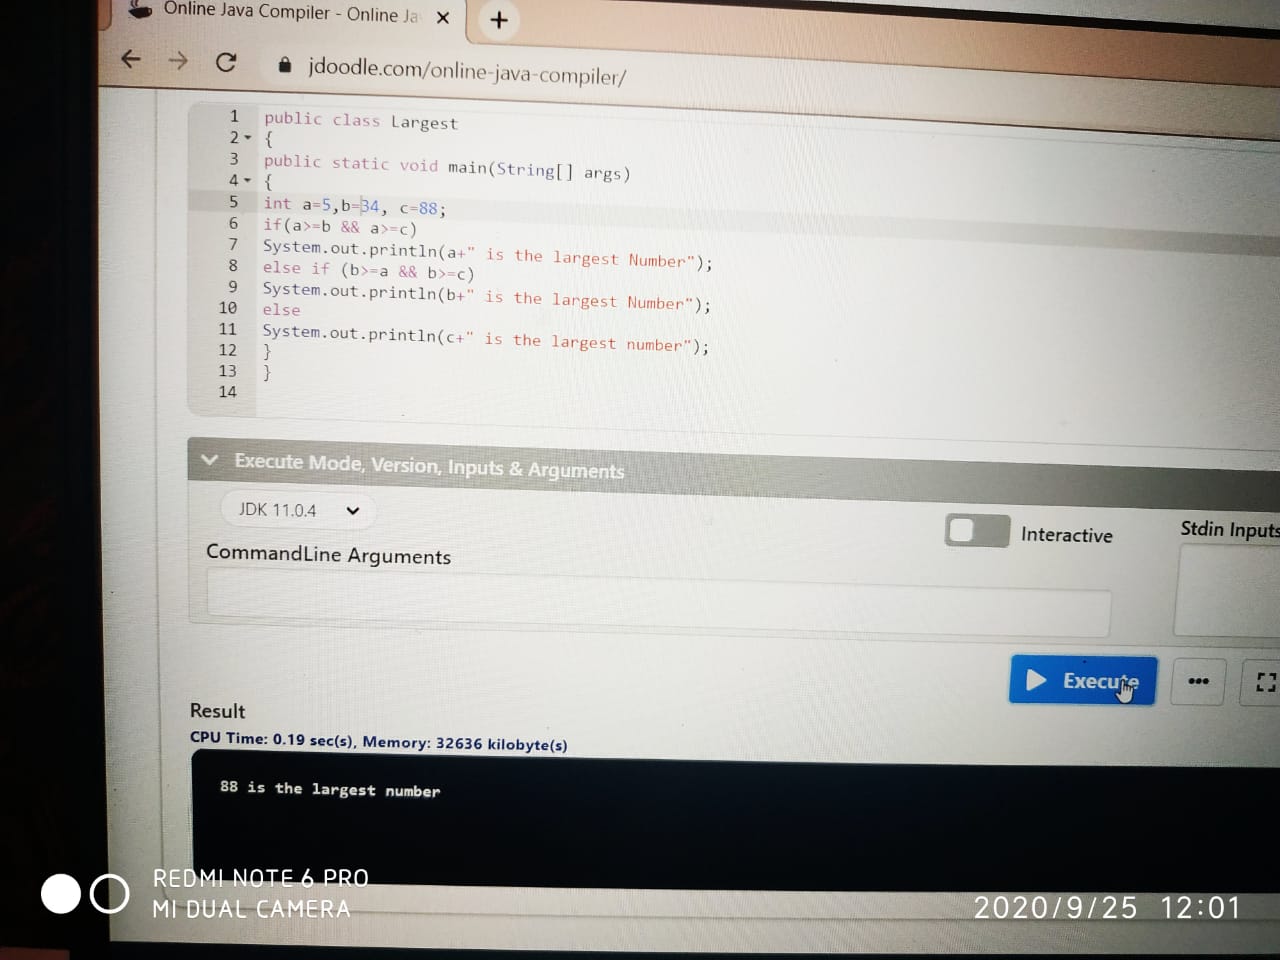 Online Java Compiler - Online Ja
jdoodle.com/online-java-compiler/
1 public class Largest
2 {
3 public static void main(String[] args)
4 {
5 int a=5,b=34, c=88;
6 if(a>=b && a>=c)
7 System.out.println(a+" is the largest Number");
8 else if (b>=a && b>=c)
9 System.out.println(b+" is the largest Number");
10 else
11 System.out.println(c+" is the largest number");
12 }
13 }
14
Execute Mode, Version, Inputs & Arguments
JDK 11.0.4
Interactive
Stdin Inputs
CommandLine Arguments
Execute
Result
CPU Time: 0.19 sec(s), Memory: 32636 kilobyte(s)
88 is the largest number
REDMI NOTE 6 PRO
MI DUAL CAMERA
2020/9/25 12:01